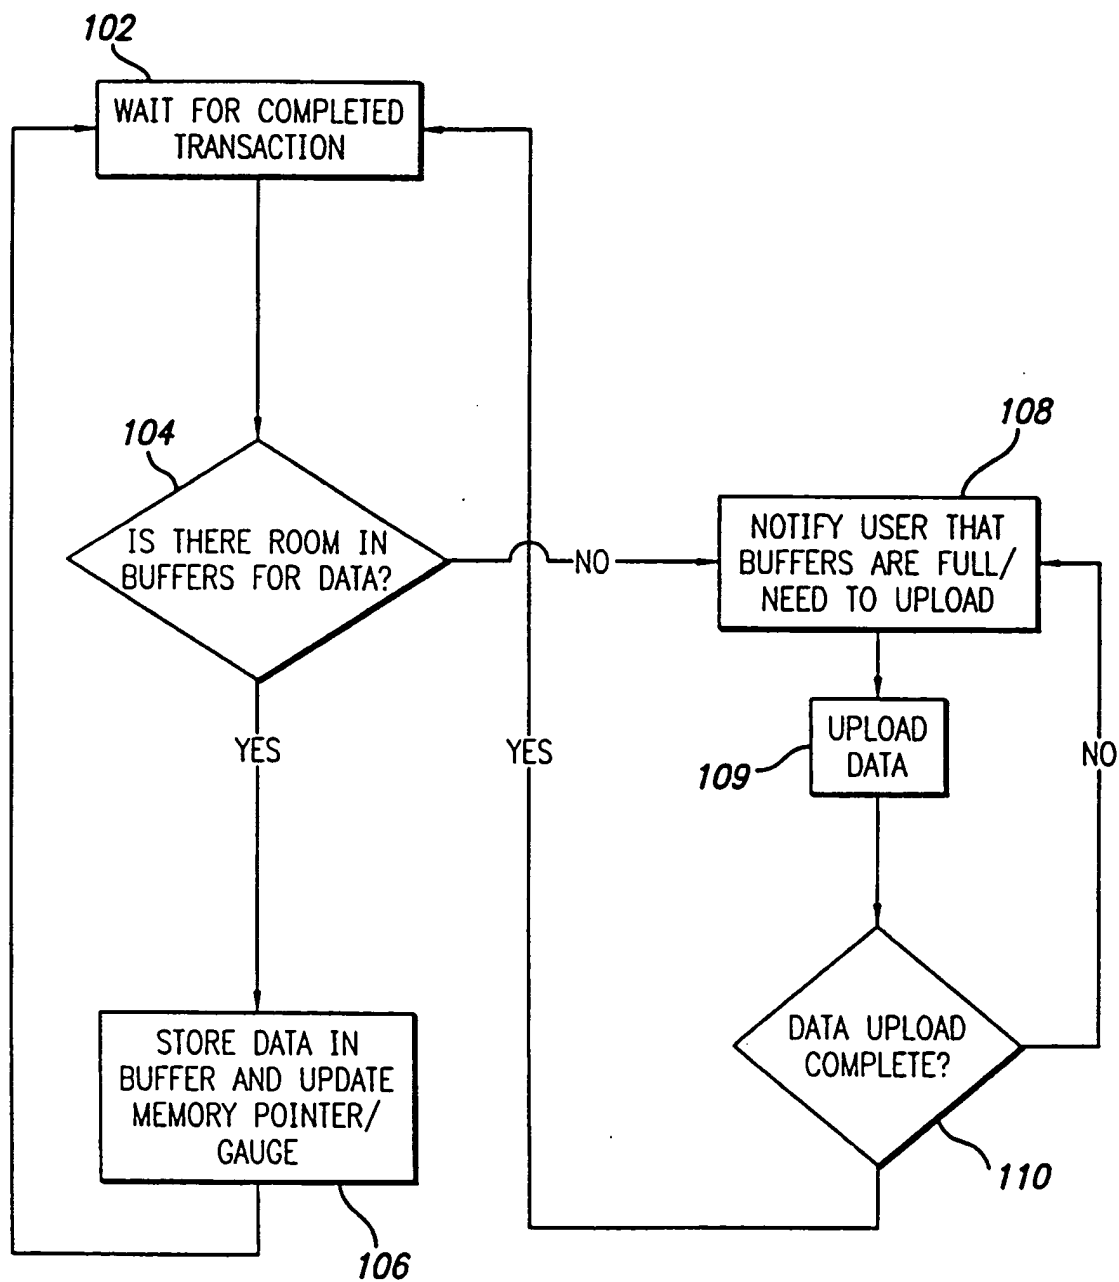 102
WAIT FOR COMPLETED
TRANSACTION
104
IS THERE ROOM IN
BUFFERS FOR DATA?
NO
108
NOTIFY USER THAT
BUFFERS ARE FULL/
NEED TO UPLOAD
YES
YES
UPLOAD
DATA
109
NO
STORE DATA IN
BUFFER AND UPDATE
MEMORY POINTER/
GAUGE
106
DATA UPLOAD
COMPLETE?
110